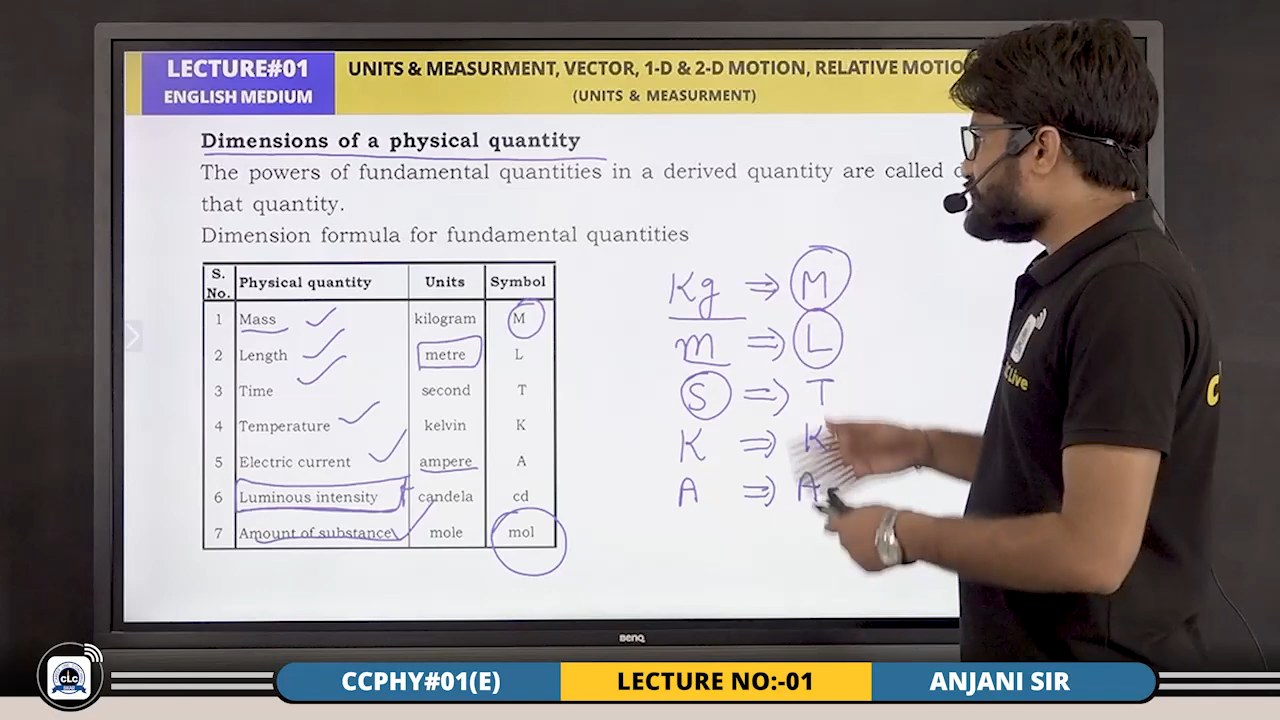 LECTURE#01
ENGLISH MEDIUM
UNITS & MEASURMENT, VECTOR, 1-D & 2-D MOTION, RELATIVE MOTIO
(UNITS & MEASURMENT)
Dimensions of a physical quantity
The powers of fundamental quantities in a derived quantity are called
that quantity.
Dimension formula for fundamental quantities
S. No. Physical quantity Units Symbol
1 Mass kilogram M
2 Length metre L
3 Time second T
4 Temperature kelvin K
5 Electric current ampere A
6 Luminous intensity candela cd
7 Amount of substance mole mol
Kg ⇒ M
m ⇒ L
S ⇒ T
K ⇒ K
A ⇒ A
BenQ
CLC
SIKAR
CCPHY#01(E)
LECTURE NO:-01
ANJANI SIR